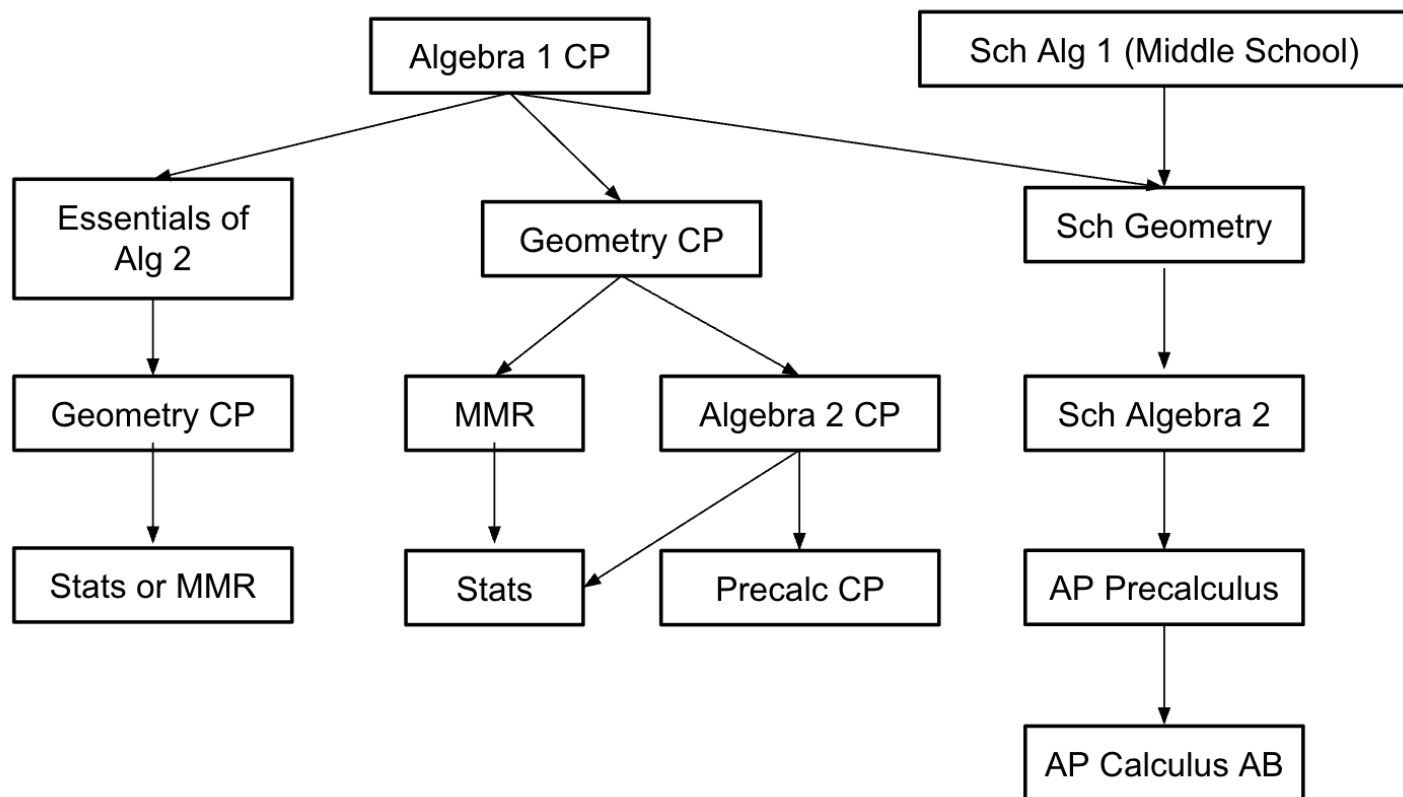 Algebra 1 CP
Sch Alg 1 (Middle School)
Essentials of
Alg 2
Geometry CP
Sch Geometry
Geometry CP
MMR
Algebra 2 CP
Sch Algebra 2
Stats or MMR
Stats
Precalc CP
AP Precalculus
AP Calculus AB